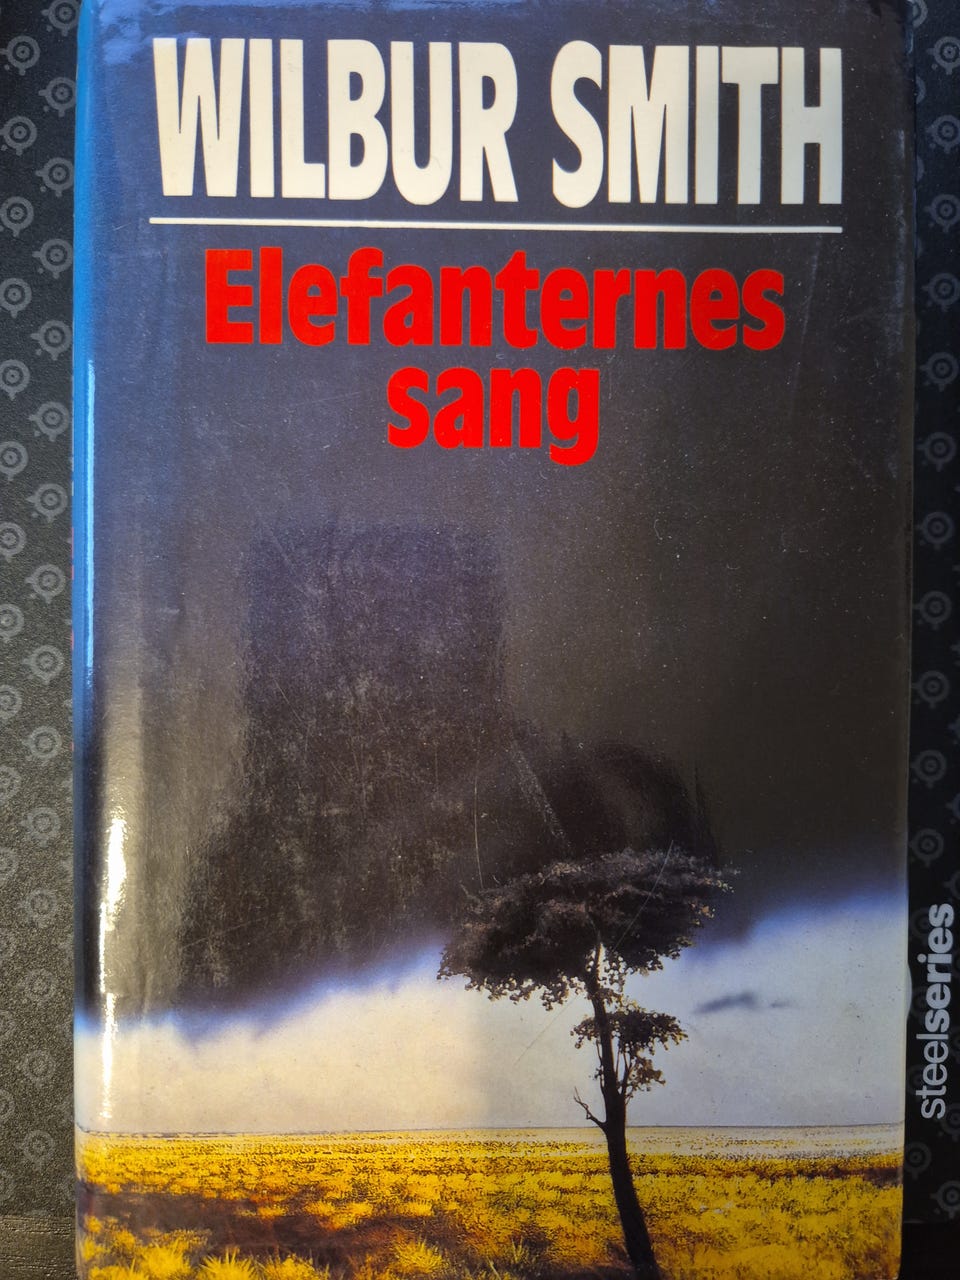 WILBUR SMITH
Elefanternes
sang
steelseries